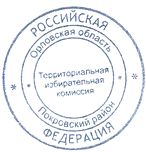 РОССИЙСКАЯ
ФЕДЕРАЦИЯ
Орловская область
Покровский район
Территориальная
избирательная
комиссия